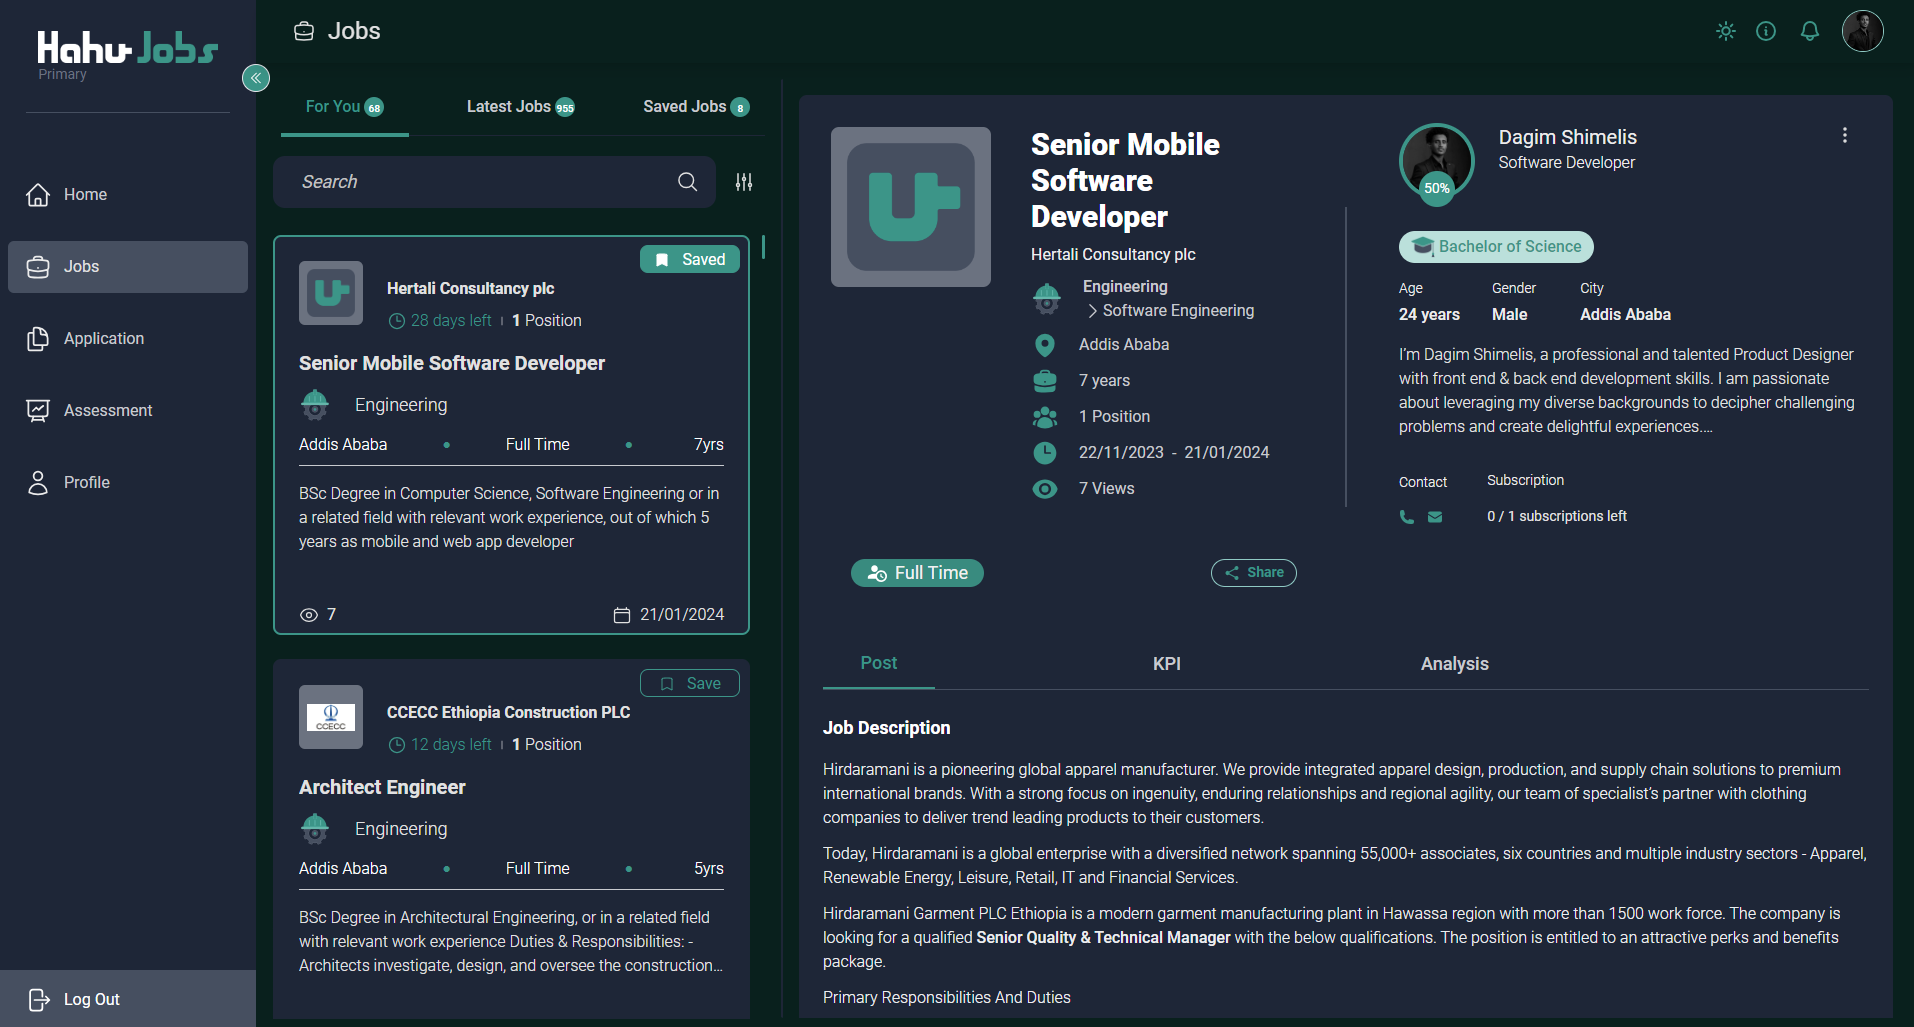 Hahu Jobs
Primary
Home
Jobs
Application
Assessment
Profile
Log Out
Jobs
For You 68
Latest Jobs 955
Saved Jobs 8
Search
Saved
Hertali Consultancy plc
28 days left 1 Position
Senior Mobile Software Developer
Engineering
Addis Ababa • Full Time • 7yrs
BSc Degree in Computer Science, Software Engineering or in
a related field with relevant work experience, out of which 5
years as mobile and web app developer
7
21/01/2024
Save
CCECC
CCECC Ethiopia Construction PLC
12 days left 1 Position
Architect Engineer
Engineering
Addis Ababa • Full Time • 5yrs
BSc Degree in Architectural Engineering, or in a related field
with relevant work experience Duties & Responsibilities: -
Architects investigate, design, and oversee the construction...
Senior Mobile
Software
Developer
Hertali Consultancy plc
Engineering
> Software Engineering
Addis Ababa
7 years
1 Position
22/11/2023 - 21/01/2024
7 Views
Full Time
Share
50%
Dagim Shimelis
Software Developer
Bachelor of Science
Age Gender City
24 years Male Addis Ababa
I'm Dagim Shimelis, a professional and talented Product Designer
with front end & back end development skills. I am passionate
about leveraging my diverse backgrounds to decipher challenging
problems and create delightful experiences....
Contact Subscription
0 / 1 subscriptions left
Post KPI Analysis
Job Description
Hirdaramani is a pioneering global apparel manufacturer. We provide integrated apparel design, production, and supply chain solutions to premium
international brands. With a strong focus on ingenuity, enduring relationships and regional agility, our team of specialist's partner with clothing
companies to deliver trend leading products to their customers.
Today, Hirdaramani is a global enterprise with a diversified network spanning 55,000+ associates, six countries and multiple industry sectors - Apparel,
Renewable Energy, Leisure, Retail, IT and Financial Services.
Hirdaramani Garment PLC Ethiopia is a modern garment manufacturing plant in Hawassa region with more than 1500 work force. The company is
looking for a qualified Senior Quality & Technical Manager with the below qualifications. The position is entitled to an attractive perks and benefits
package.
Primary Responsibilities And Duties